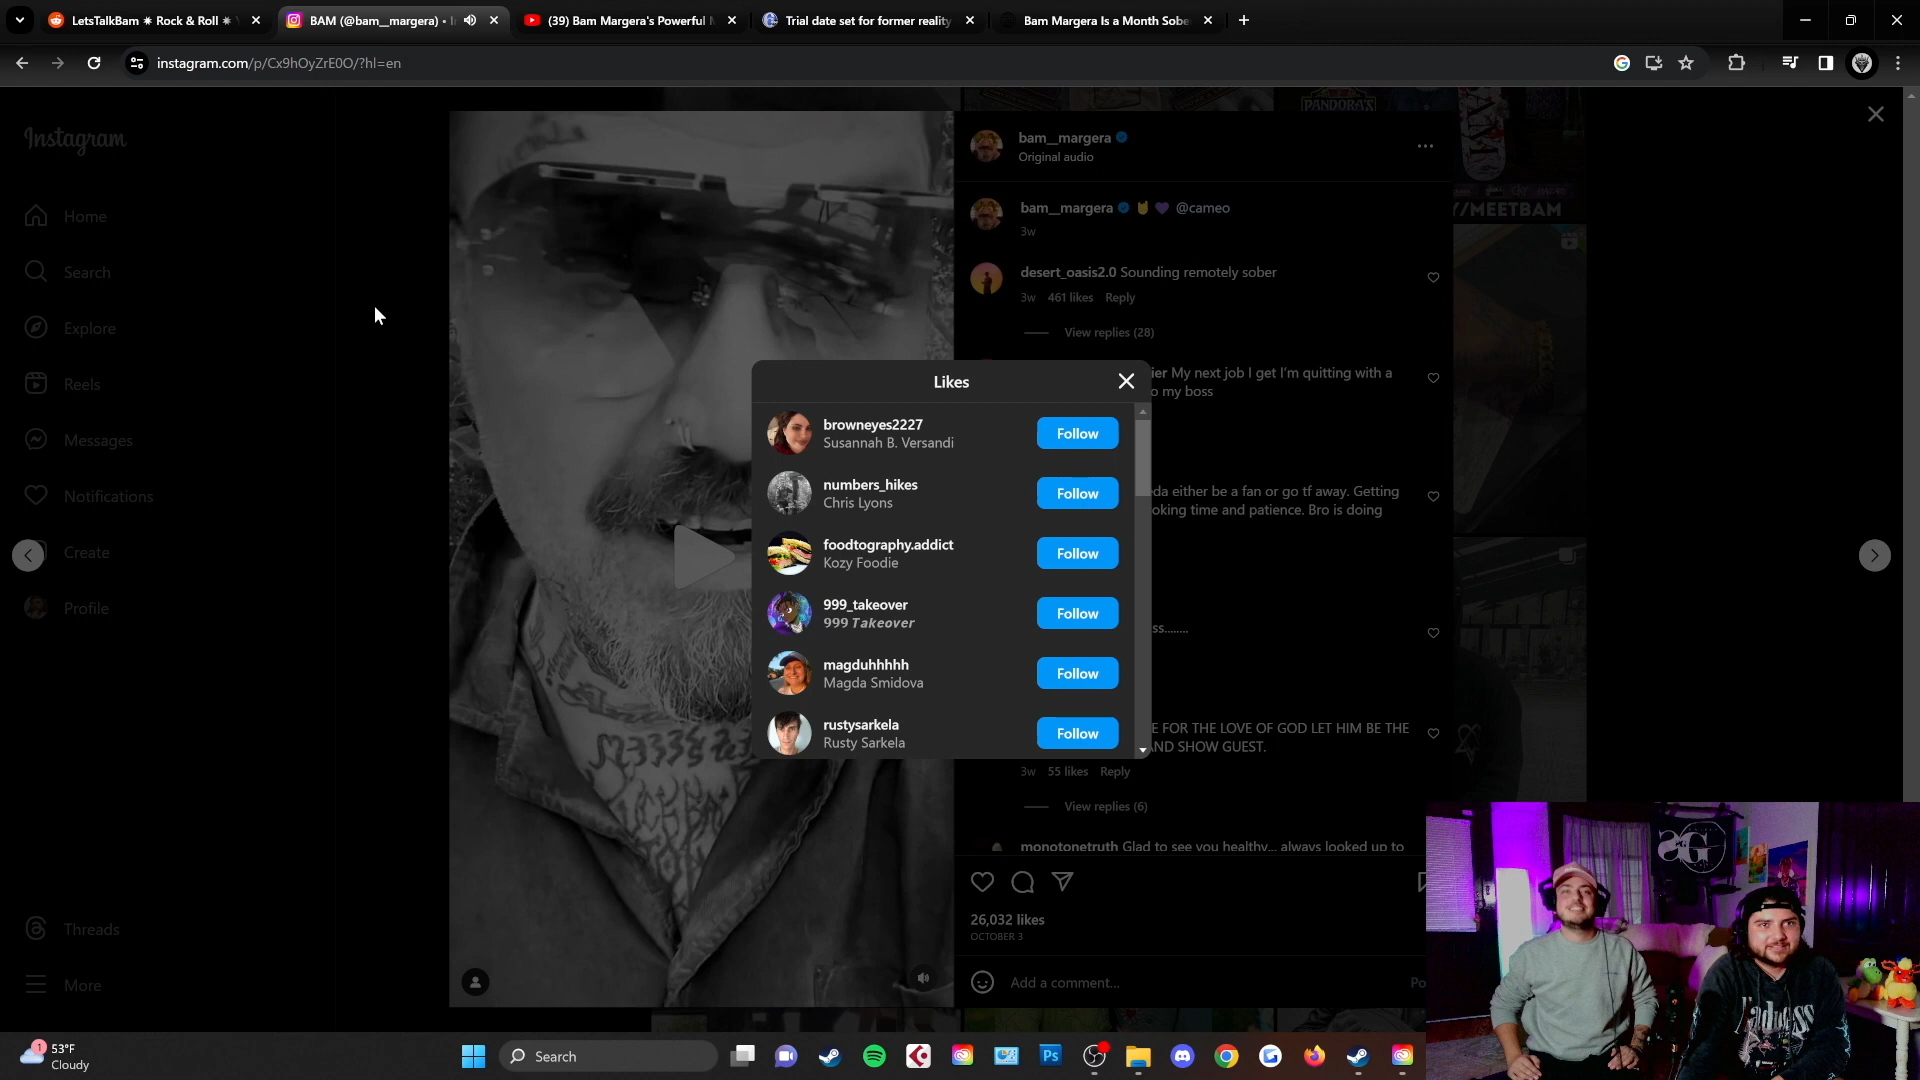 LetsTalkBam ✷ Rock & Roll ✷
BAM (@bam__margera) •
(39) Bam Margera's Powerful
Trial date set for former reality
Bam Margera Is a Month Sobe
instagram.com/p/Cx9hOyZrE0O/?hl=en
Instagram
Home
Search
Explore
Reels
Messages
Notifications
Create
Profile
Threads
More
PANDORA'S
/MEETBAM
bam__margera
Original audio
bam__margera 🤘 💜 @cameo
3w
desert_oasis2.0 Sounding remotely sober
3w 461 likes Reply
View replies (28)
ier My next job I get I'm quitting with a
o my boss
eda either be a fan or go tf away. Getting
oking time and patience. Bro is doing
ss........
E FOR THE LOVE OF GOD LET HIM BE THE
AND SHOW GUEST.
3w 55 likes Reply
View replies (6)
monotonetruth Glad to see you healthy... always looked up to
26,032 likes
OCTOBER 3
Add a comment...
Po
Likes
browneyes2227
Susannah B. Versandi
Follow
numbers_hikes
Chris Lyons
Follow
foodtography.addict
Kozy Foodie
Follow
999_takeover
999 Takeover
Follow
magduhhhhh
Magda Smidova
Follow
rustysarkela
Rusty Sarkela
Follow
1
53°F
Cloudy
Search
Ps